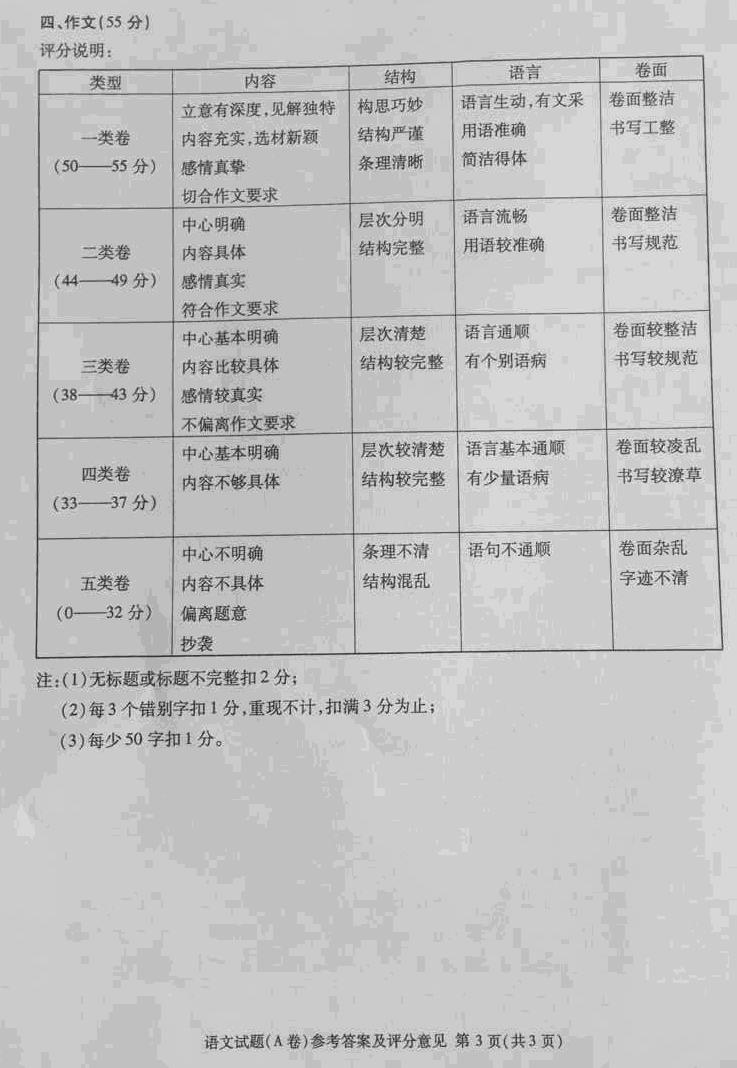 四、作文(55 分)
评分说明:
类型 内容 结构 语言 卷面
立意有深度,见解独特 构思巧妙 语言生动,有文采 卷面整洁
一类卷 内容充实,选材新颖 结构严谨 用语准确 书写工整
(50——55 分) 感情真挚 条理清晰 简洁得体
切合作文要求
中心明确 层次分明 语言流畅 卷面整洁
二类卷 内容具体 结构完整 用语较准确 书写规范
(44——49 分) 感情真实
符合作文要求
中心基本明确 层次清楚 语言通顺 卷面较整洁
三类卷 内容比较具体 结构较完整 有个别语病 书写较规范
(38——43 分) 感情较真实
不偏离作文要求
中心基本明确 层次较清楚 语言基本通顺 卷面较凌乱
四类卷 内容不够具体 结构较完整 有少量语病 书写较潦草
(33——37 分)
中心不明确 条理不清 语句不通顺 卷面杂乱
五类卷 内容不具体 结构混乱 字迹不清
(0——32 分) 偏离题意
抄袭
注:(1)无标题或标题不完整扣 2 分;
(2)每 3 个错别字扣 1 分,重现不计,扣满 3 分为止;
(3)每少 50 字扣 1 分。
语文试题(A 卷)参考答案及评分意见 第 3 页(共 3 页)